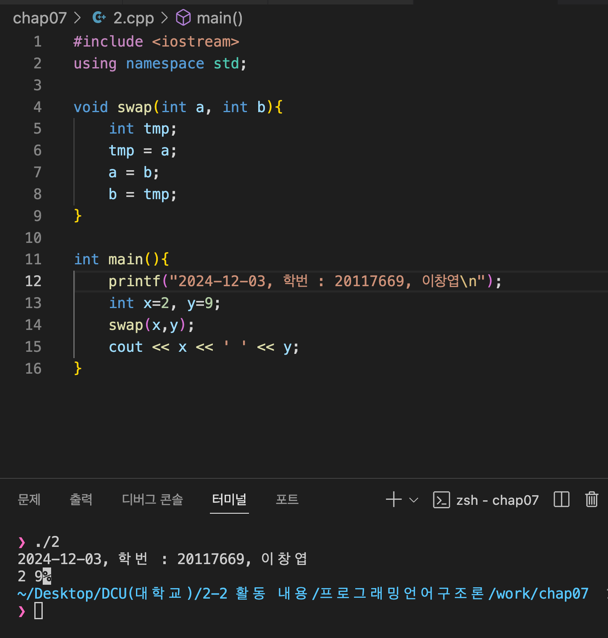 chap07 > 2.cpp > main()
1 #include <iostream>
2 using namespace std;
3
4 void swap(int a, int b){
5     int tmp;
6     tmp = a;
7     a = b;
8     b = tmp;
9 }
10
11 int main(){
12     printf("2024-12-03, 학번 : 20117669, 이창엽\n");
13     int x=2, y=9;
14     swap(x,y);
15     cout << x << ' ' << y;
16 }
문제 출력 디버그 콘솔 터미널 포트 zsh - chap07
❯ ./2
2024-12-03, 학번 : 20117669, 이창엽
2 9%
~/Desktop/DCU(대학교)/2-2 활동 내용/프로그래밍언어구조론/work/chap07
❯